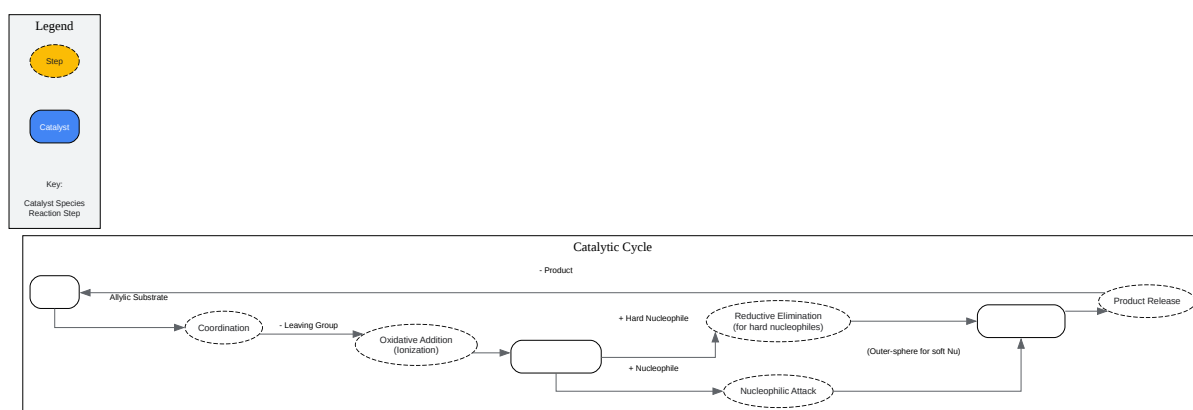 Legend
Step
Catalyst
Key:
Catalyst Species
Reaction Step
Catalytic Cycle
- Product
Allylic Substrate
Coordination
- Leaving Group
Oxidative Addition
(Ionization)
+ Hard Nucleophile
+ Nucleophile
Reductive Elimination
(for hard nucleophiles)
Nucleophilic Attack
(Outer-sphere for soft Nu)
Product Release